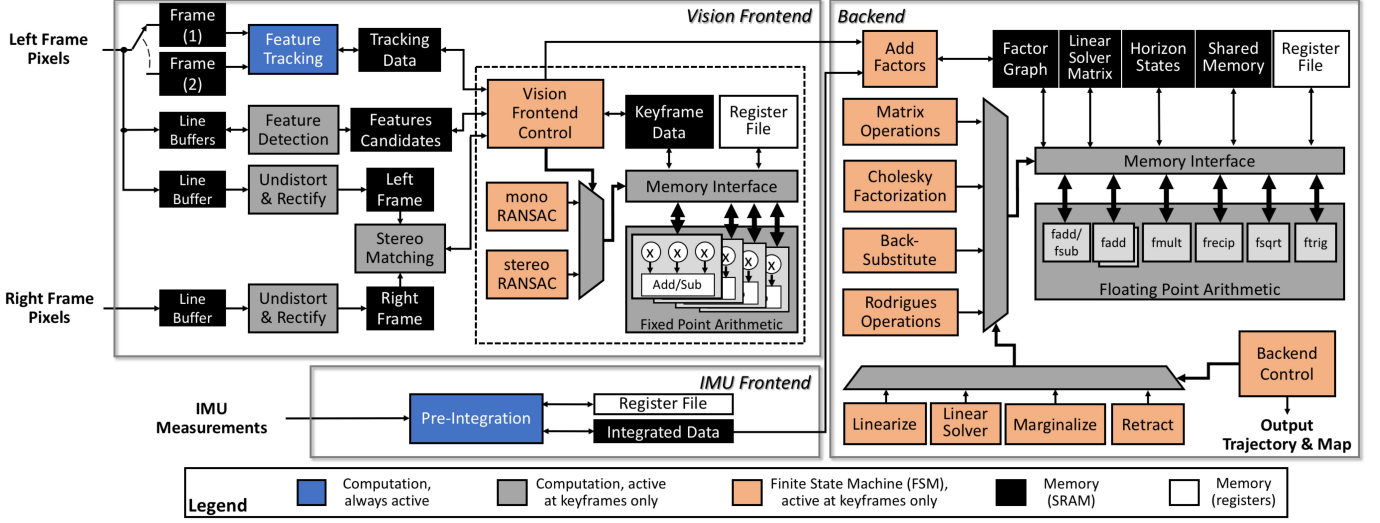 Vision Frontend
Left Frame
Pixels
Frame
(1)
Frame
(2)
Feature
Tracking
Tracking
Data
Line
Buffers
Feature
Detection
Features
Candidates
Line
Buffer
Undistort
& Rectify
Left
Frame
Stereo
Matching
Right Frame
Pixels
Line
Buffer
Undistort
& Rectify
Right
Frame
Vision
Frontend
Control
Keyframe
Data
Register
File
mono
RANSAC
stereo
RANSAC
Memory Interface
X X X X X X
Add/Sub
Fixed Point Arithmetic
IMU Frontend
IMU
Measurements
Pre-Integration
Register File
Integrated Data
Backend
Add
Factors
Factor
Graph
Linear
Solver
Matrix
Horizon
States
Shared
Memory
Register
File
Matrix
Operations
Cholesky
Factorization
Back-
Substitute
Rodrigues
Operations
Memory Interface
fadd/
fsub
fadd
fmult
frecip
fsqrt
ftrig
Floating Point Arithmetic
Backend
Control
Linearize
Linear
Solver
Marginalize
Retract
Output
Trajectory & Map
Legend
Computation,
always active
Computation, active
at keyframes only
Finite State Machine (FSM),
active at keyframes only
Memory
(SRAM)
Memory
(registers)